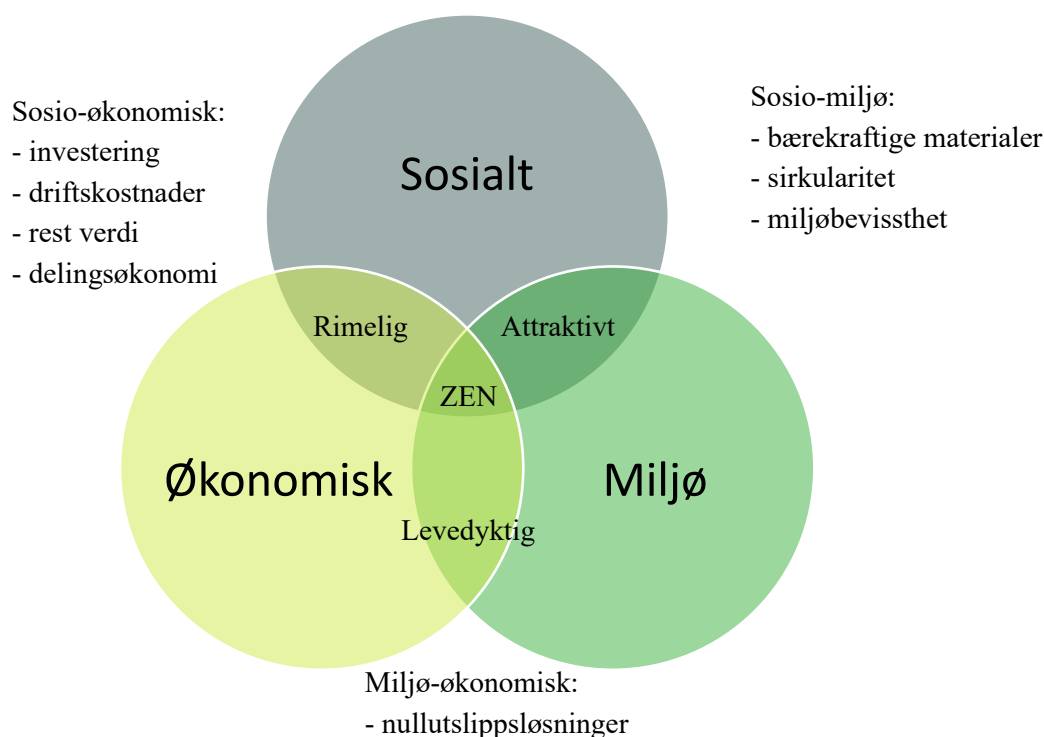 Sosio-økonomisk:
- investering
- driftskostnader
- rest verdi
- delingsøkonomi
Sosio-miljø:
- bærekraftige materialer
- sirkularitet
- miljøbevissthet
Sosialt
Rimelig
Attraktivt
ZEN
Økonomisk
Miljø
Levedyktig
Miljø-økonomisk:
- nullutslippsløsninger